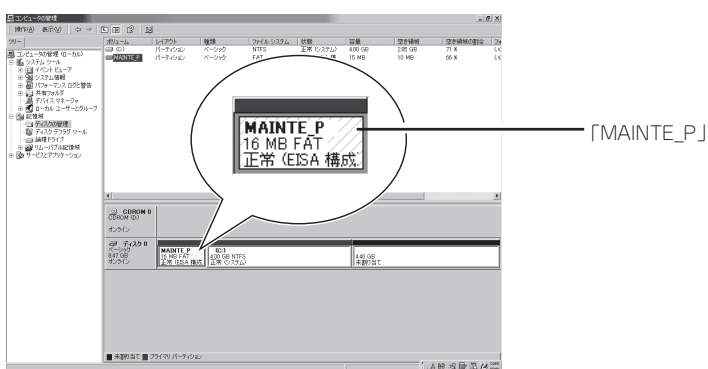 コンピュータの管理
操作(A) 表示(V)
ツリー
コンピュータの管理 (ローカル)
システム ツール
イベント ビューア
システム情報
パフォーマンス ログと警告
共有フォルダ
デバイス マネージャ
ローカル ユーザーとグループ
記憶域
ディスクの管理
ディスク デフラグ ツール
論理ドライブ
リムーバブル記憶域
サービスとアプリケーション
ボリューム レイアウト 種類 ファイル システム 状態 容量 空き領域 空き領域の割合
(C:) パーティション ベーシック NTFS 正常 (システム) 4.00 GB 2.85 GB 71 %
MAINTE_P パーティション ベーシック FAT 16 MB 10 MB 66 %
MAINTE_P
16 MB FAT
正常 (EISA 構成
「MAINTE_P」
CDROM 0
CDROM (D:)
オンライン
ディスク 0
ベーシック
8.47 GB
オンライン
MAINTE_P
16 MB FAT
正常 (EISA 構成
(C:)
4.00 GB NTFS
正常 (システム)
4.46 GB
未割り当て
未割り当て プライマリ パーティション